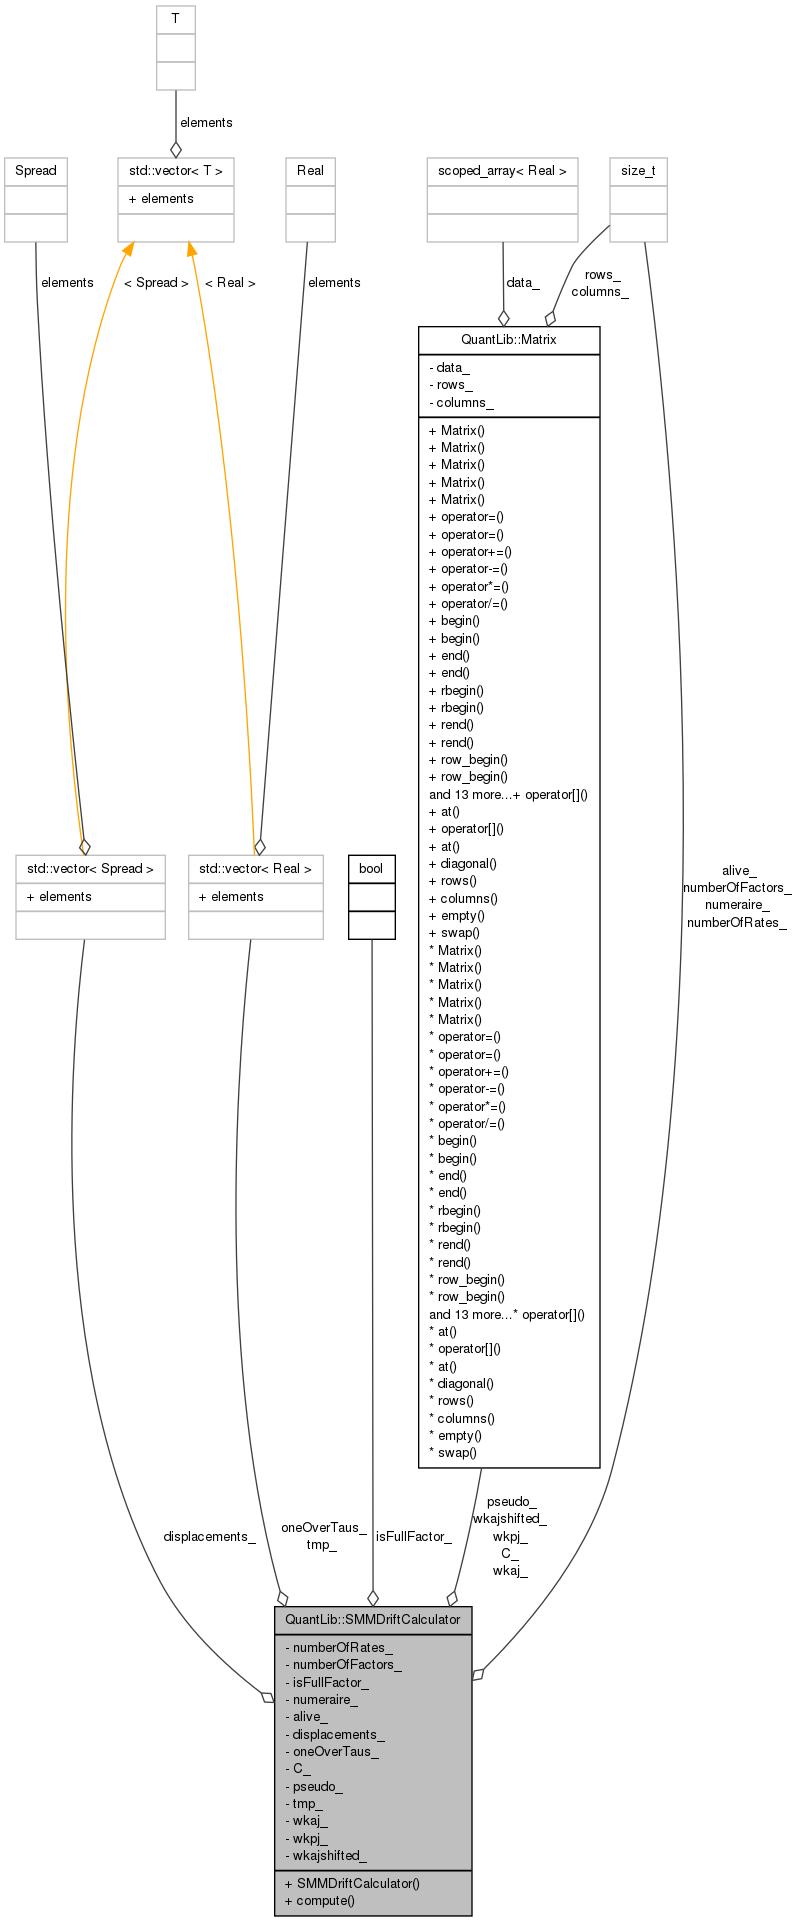 T
elements
Spread
std::vector< T >
+ elements
Real
scoped_array< Real >
size_t
elements
< Spread >
< Real >
elements
data_
rows_
columns_
QuantLib::Matrix
- data_
- rows_
- columns_
+ Matrix()
+ Matrix()
+ Matrix()
+ Matrix()
+ Matrix()
+ operator=()
+ operator=()
+ operator+=()
+ operator-=()
+ operator*=()
+ operator/=()
+ begin()
+ begin()
+ end()
+ end()
+ rbegin()
+ rbegin()
+ rend()
+ rend()
+ row_begin()
+ row_begin()
and 13 more...+ operator[]()
+ at()
+ operator[]()
+ at()
+ diagonal()
+ rows()
+ columns()
+ empty()
+ swap()
* Matrix()
* Matrix()
* Matrix()
* Matrix()
* Matrix()
* operator=()
* operator=()
* operator+=()
* operator-=()
* operator*=()
* operator/=()
* begin()
* begin()
* end()
* end()
* rbegin()
* rbegin()
* rend()
* rend()
* row_begin()
* row_begin()
and 13 more...* operator[]()
* at()
* operator[]()
* at()
* diagonal()
* rows()
* columns()
* empty()
* swap()
std::vector< Spread >
+ elements
std::vector< Real >
+ elements
bool
alive_
numberOfFactors_
numeraire_
numberOfRates_
displacements_
oneOverTaus_
tmp_
isFullFactor_
pseudo_
wkajshifted_
wkpj_
C_
wkaj_
QuantLib::SMMDriftCalculator
- numberOfRates_
- numberOfFactors_
- isFullFactor_
- numeraire_
- alive_
- displacements_
- oneOverTaus_
- C_
- pseudo_
- tmp_
- wkaj_
- wkpj_
- wkajshifted_
+ SMMDriftCalculator()
+ compute()